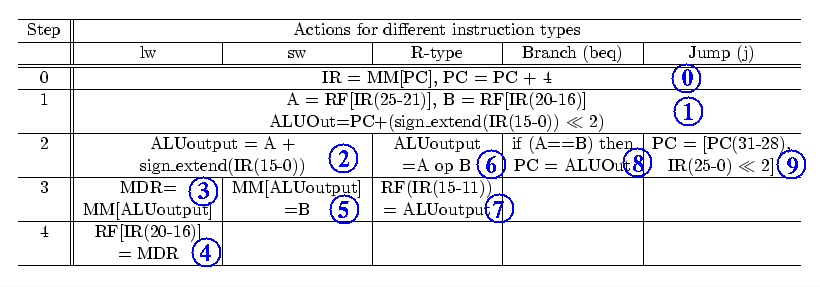 Step Actions for different instruction types
lw sw R-type Branch (beq) Jump (j)
0 IR = MM[PC], PC = PC + 4 0
1 A = RF[IR(25-21)], B = RF[IR(20-16)] 1
ALUOut=PC+(sign_extend(IR(15-0)) ≪ 2)
2 ALUoutput = A + ALUoutput if (A==B) then PC = [PC(31-28),
sign_extend(IR(15-0)) 2 =A op B 6 PC = ALUOut 8 IR(25-0) ≪ 2] 9
3 MDR= 3 MM[ALUoutput] RF(IR(15-11))
MM[ALUoutput] =B 5 = ALUoutput 7
4 RF[IR(20-16)]
= MDR 4